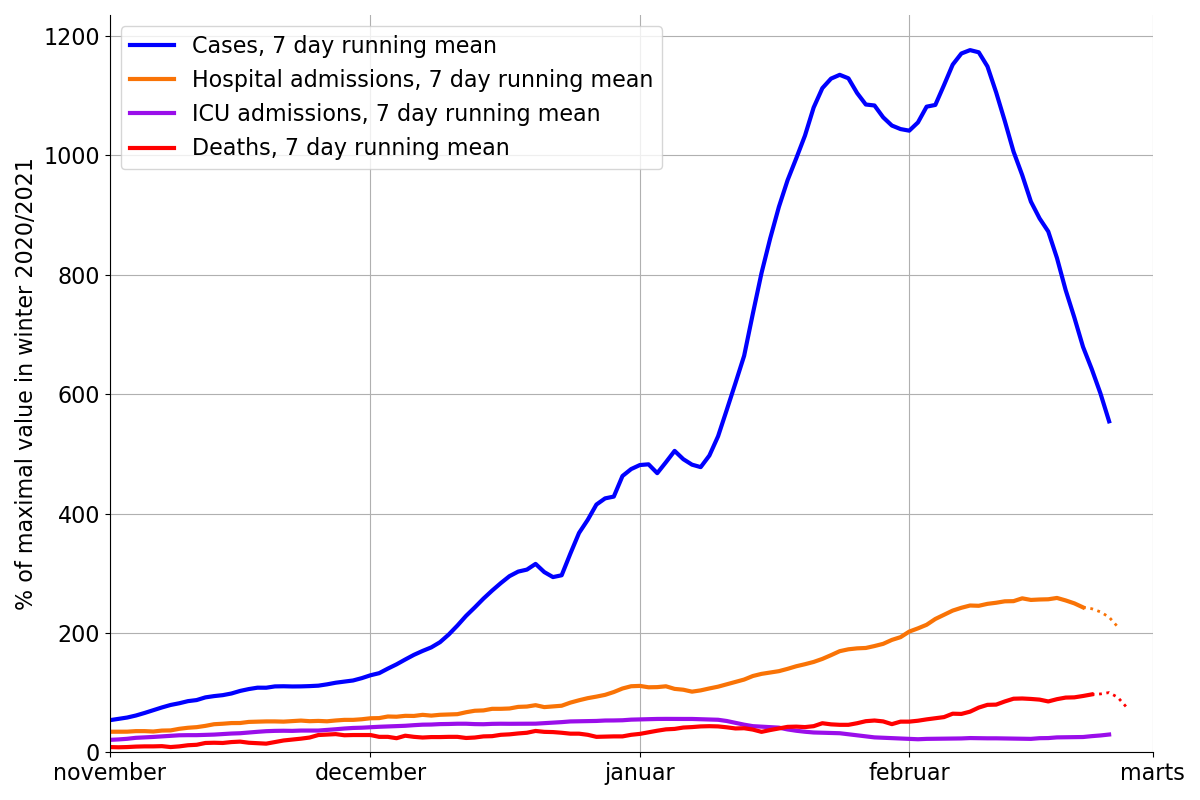 Cases, 7 day running mean
Hospital admissions, 7 day running mean
ICU admissions, 7 day running mean
Deaths, 7 day running mean
% of maximal value in winter 2020/2021
1200
1000
800
600
400
200
0
november december januar februar marts